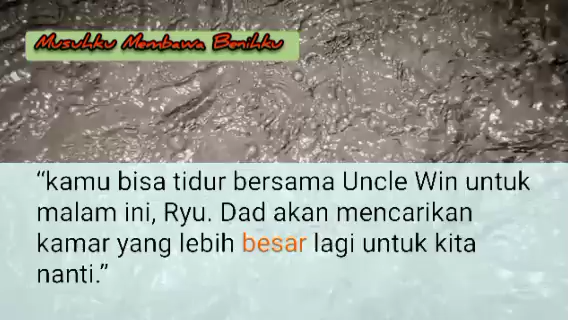 Musuhku Membawa Benihku
“kamu bisa tidur bersama Uncle Win untuk
malam ini, Ryu. Dad akan mencarikan
kamar yang lebih besar lagi untuk kita
nanti.”